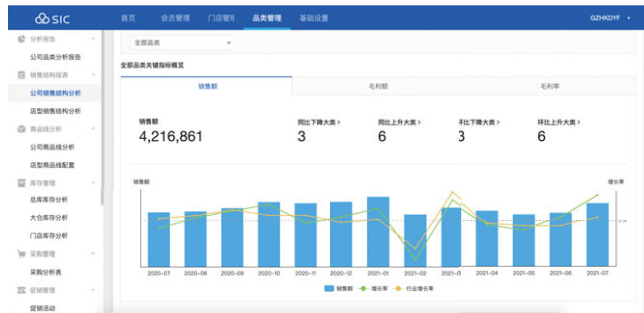 SIC
首页 会员管理 门店管理 品类管理 基础设置
GZHKDYF
分析报告
公司品类分析报告
销售结构报表
公司销售结构分析
店型销售结构分析
商品线分析
公司商品线分析
店型商品线配置
库存管理
总库库存分析
大仓库存分析
门店库存分析
采购管理
采购分析表
促销管理
促销活动
全部品类
全部品类关键指标概览
销售额 毛利额 毛利率
销售额 同比下降大类 > 同比上升大类 > 环比下降大类 > 环比上升大类 >
4,216,861 3 6 3 6
销售额 增长率
2020-07 2020-08 2020-09 2020-10 2020-11 2020-12 2021-01 2021-02 2021-0 2021-04 2021-05 2021-06 2021-07
销售额 增长率 行业增长率